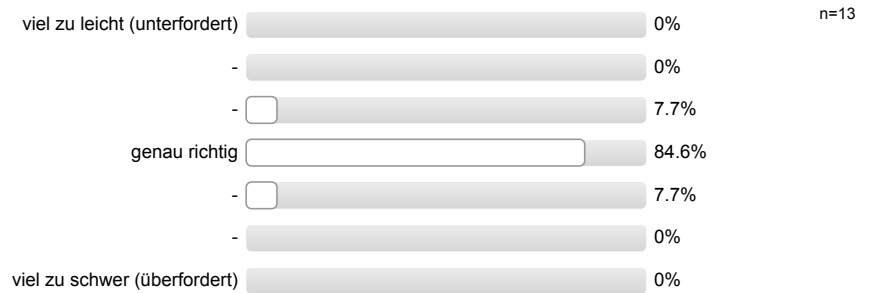 viel zu leicht (unterfordert) 0% n=13
- 0%
- 7.7%
genau richtig 84.6%
- 7.7%
- 0%
viel zu schwer (überfordert) 0%